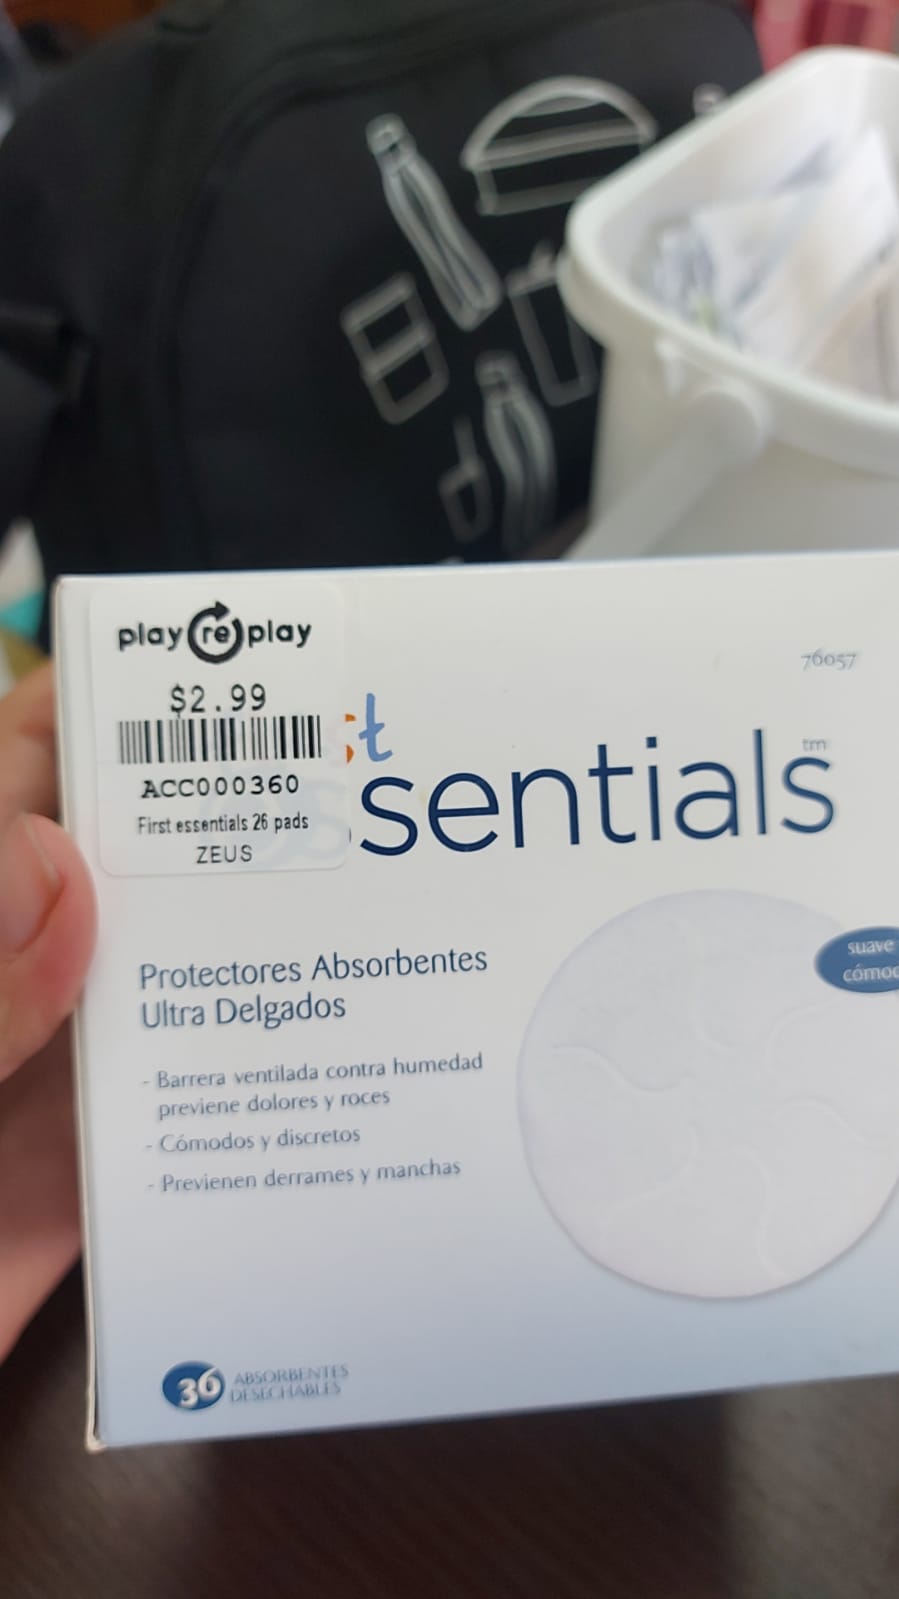 play re play
$2.99
ACC000360
First essentials 26 pads
ZEUS
76057
st
sentials
tm
Protectores Absorbentes
Ultra Delgados
- Barrera ventilada contra humedad
previene dolores y roces
- Cómodos y discretos
- Previenen derrames y manchas
suave
36 ABSORBENTES
DESECHABLES